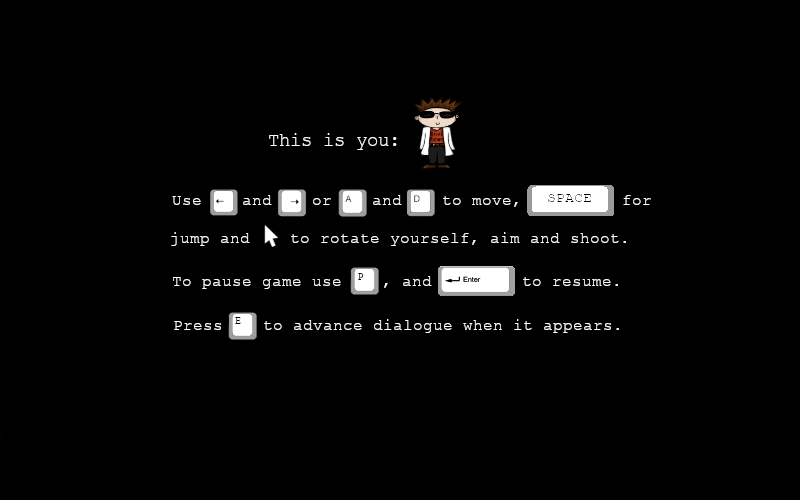 This is you:
Use ← and → or A and D to move, SPACE for
jump and to rotate yourself, aim and shoot.
To pause game use P, and Enter to resume.
Press E to advance dialogue when it appears.